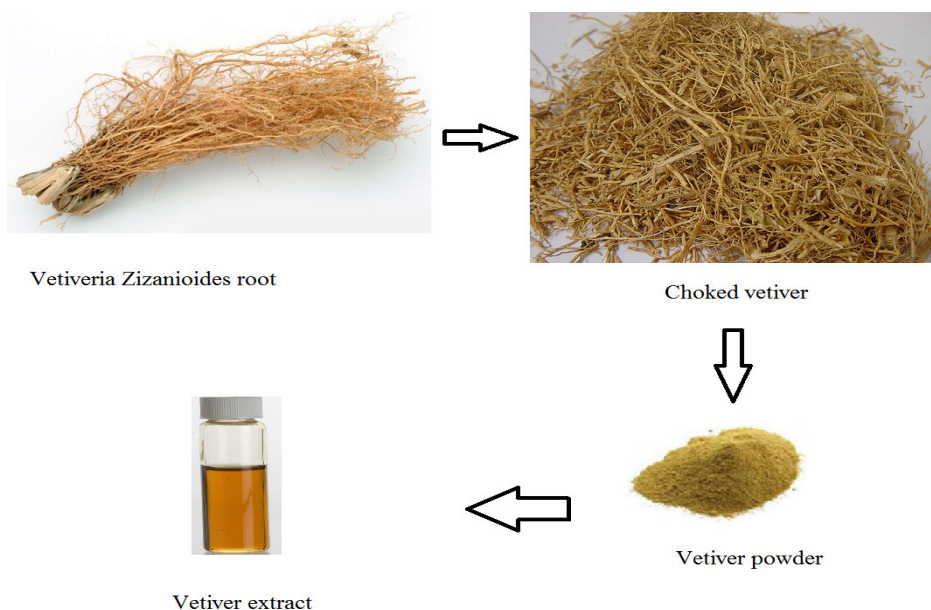 Vetiveria Zizanioides root
Choked vetiver
Vetiver powder
Vetiver extract